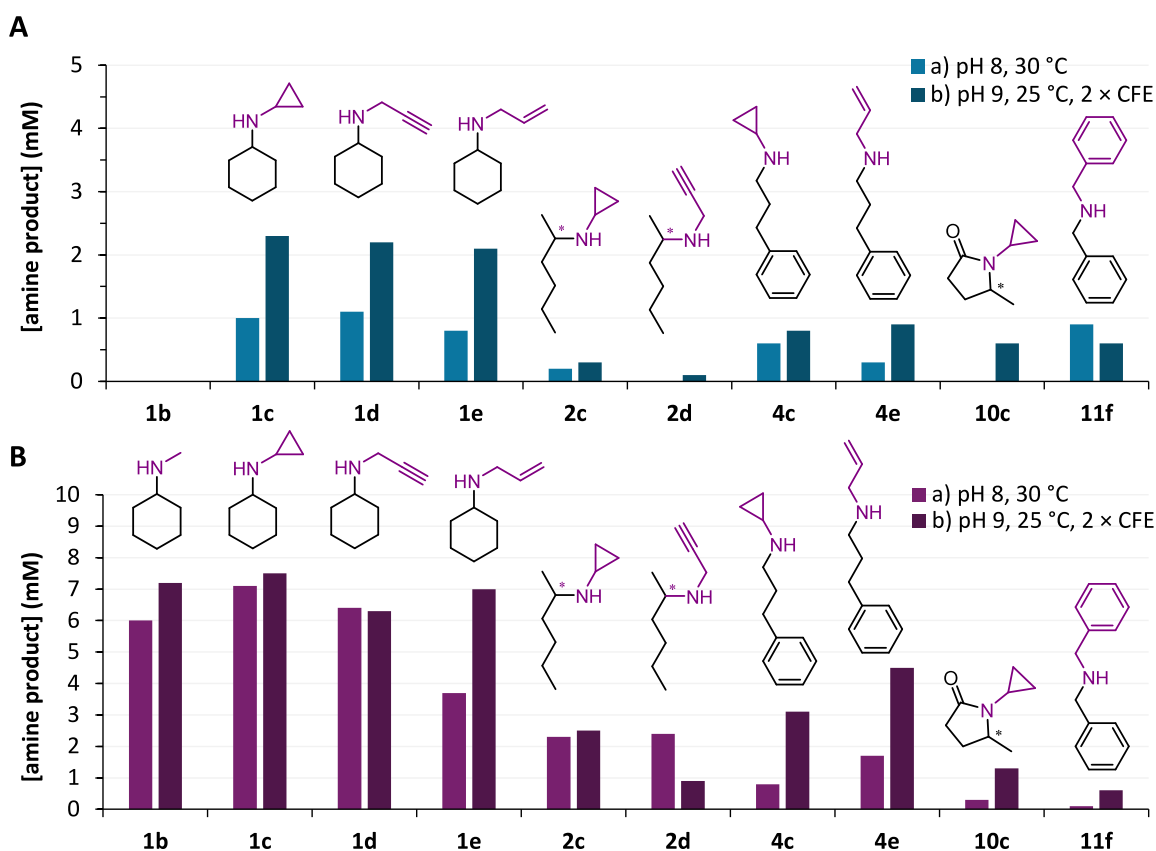 A
[amine product] (mM)
5
4
3
2
1
0
a) pH 8, 30 °C
b) pH 9, 25 °C, 2 × CFE
HN
HN
HN
* NH
* NH
NH
NH
O
N
*
NH
1b 1c 1d 1e 2c 2d 4c 4e 10c 11f
B
[amine product] (mM)
10
9
8
7
6
5
4
3
2
1
0
a) pH 8, 30 °C
b) pH 9, 25 °C, 2 × CFE
HN
HN
HN
HN
* NH
* NH
NH
NH
O
N
*
NH
1b 1c 1d 1e 2c 2d 4c 4e 10c 11f